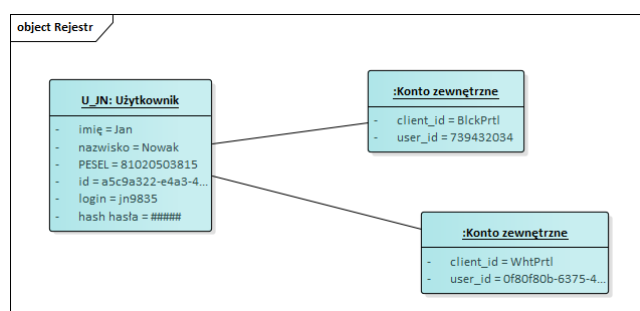 object Rejestr
U_JN: Użytkownik
- imię = Jan
- nazwisko = Nowak
- PESEL = 81020503815
- id = a5c9a322-e4a3-4...
- login = jn9835
- hash hasła = #####
:Konto zewnętrzne
- client_id = BlckPrtl
- user_id = 739432034
:Konto zewnętrzne
- client_id = WhtPrtl
- user_id = 0f80f80b-6375-4...